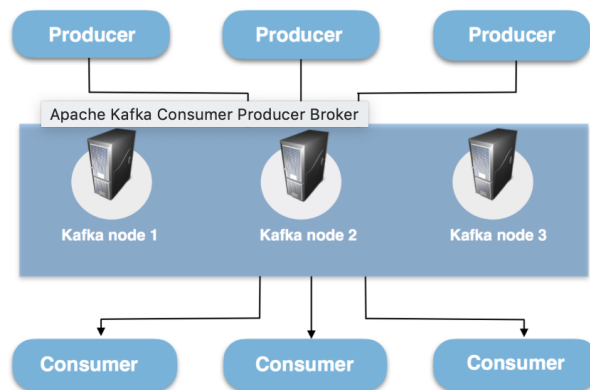 Producer
Producer
Producer
Apache Kafka Consumer Producer Broker
Kafka node 1
Kafka node 2
Kafka node 3
Consumer
Consumer
Consumer